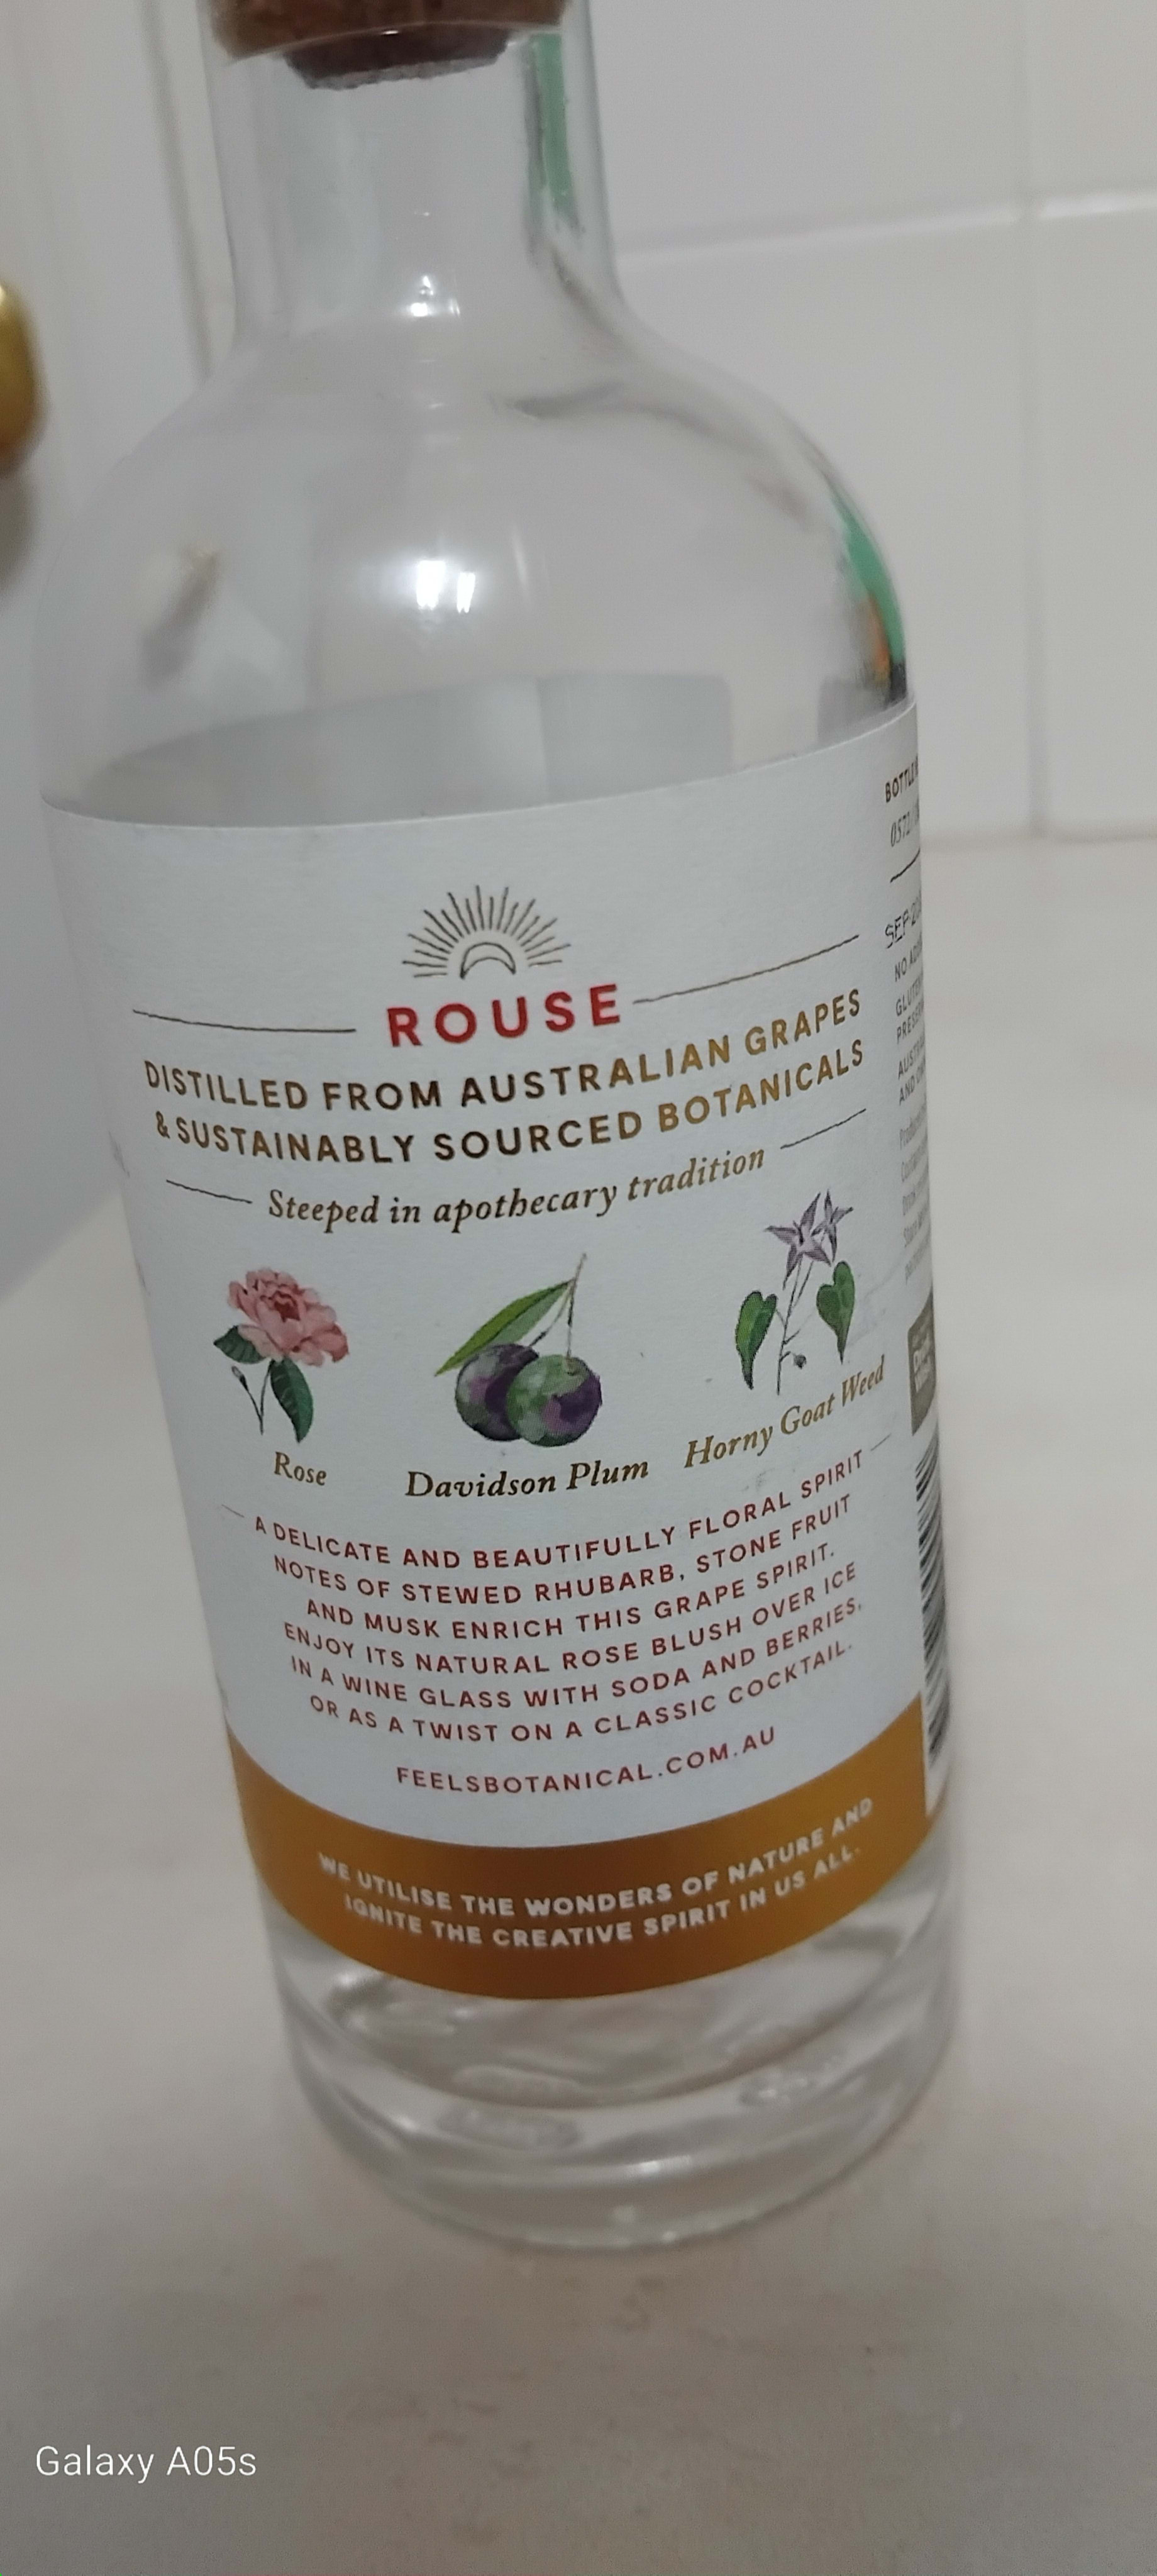 ROUSE
DISTILLED FROM AUSTRALIAN GRAPES
& SUSTAINABLY SOURCED BOTANICALS
Steeped in apothecary tradition
Rose
Davidson Plum
Horny Goat Weed
A DELICATE AND BEAUTIFULLY FLORAL SPIRIT
NOTES OF STEWED RHUBARB, STONE FRUIT
AND MUSK ENRICH THIS GRAPE SPIRIT.
ENJOY ITS NATURAL ROSE BLUSH OVER ICE
IN A WINE GLASS WITH SODA AND BERRIES,
OR AS A TWIST ON A CLASSIC COCKTAIL.
FEELSBOTANICAL.COM.AU
WE UTILISE THE WONDERS OF NATURE AND
IGNITE THE CREATIVE SPIRIT IN US ALL.
BOTTLE
SEP
NO
Galaxy A05s